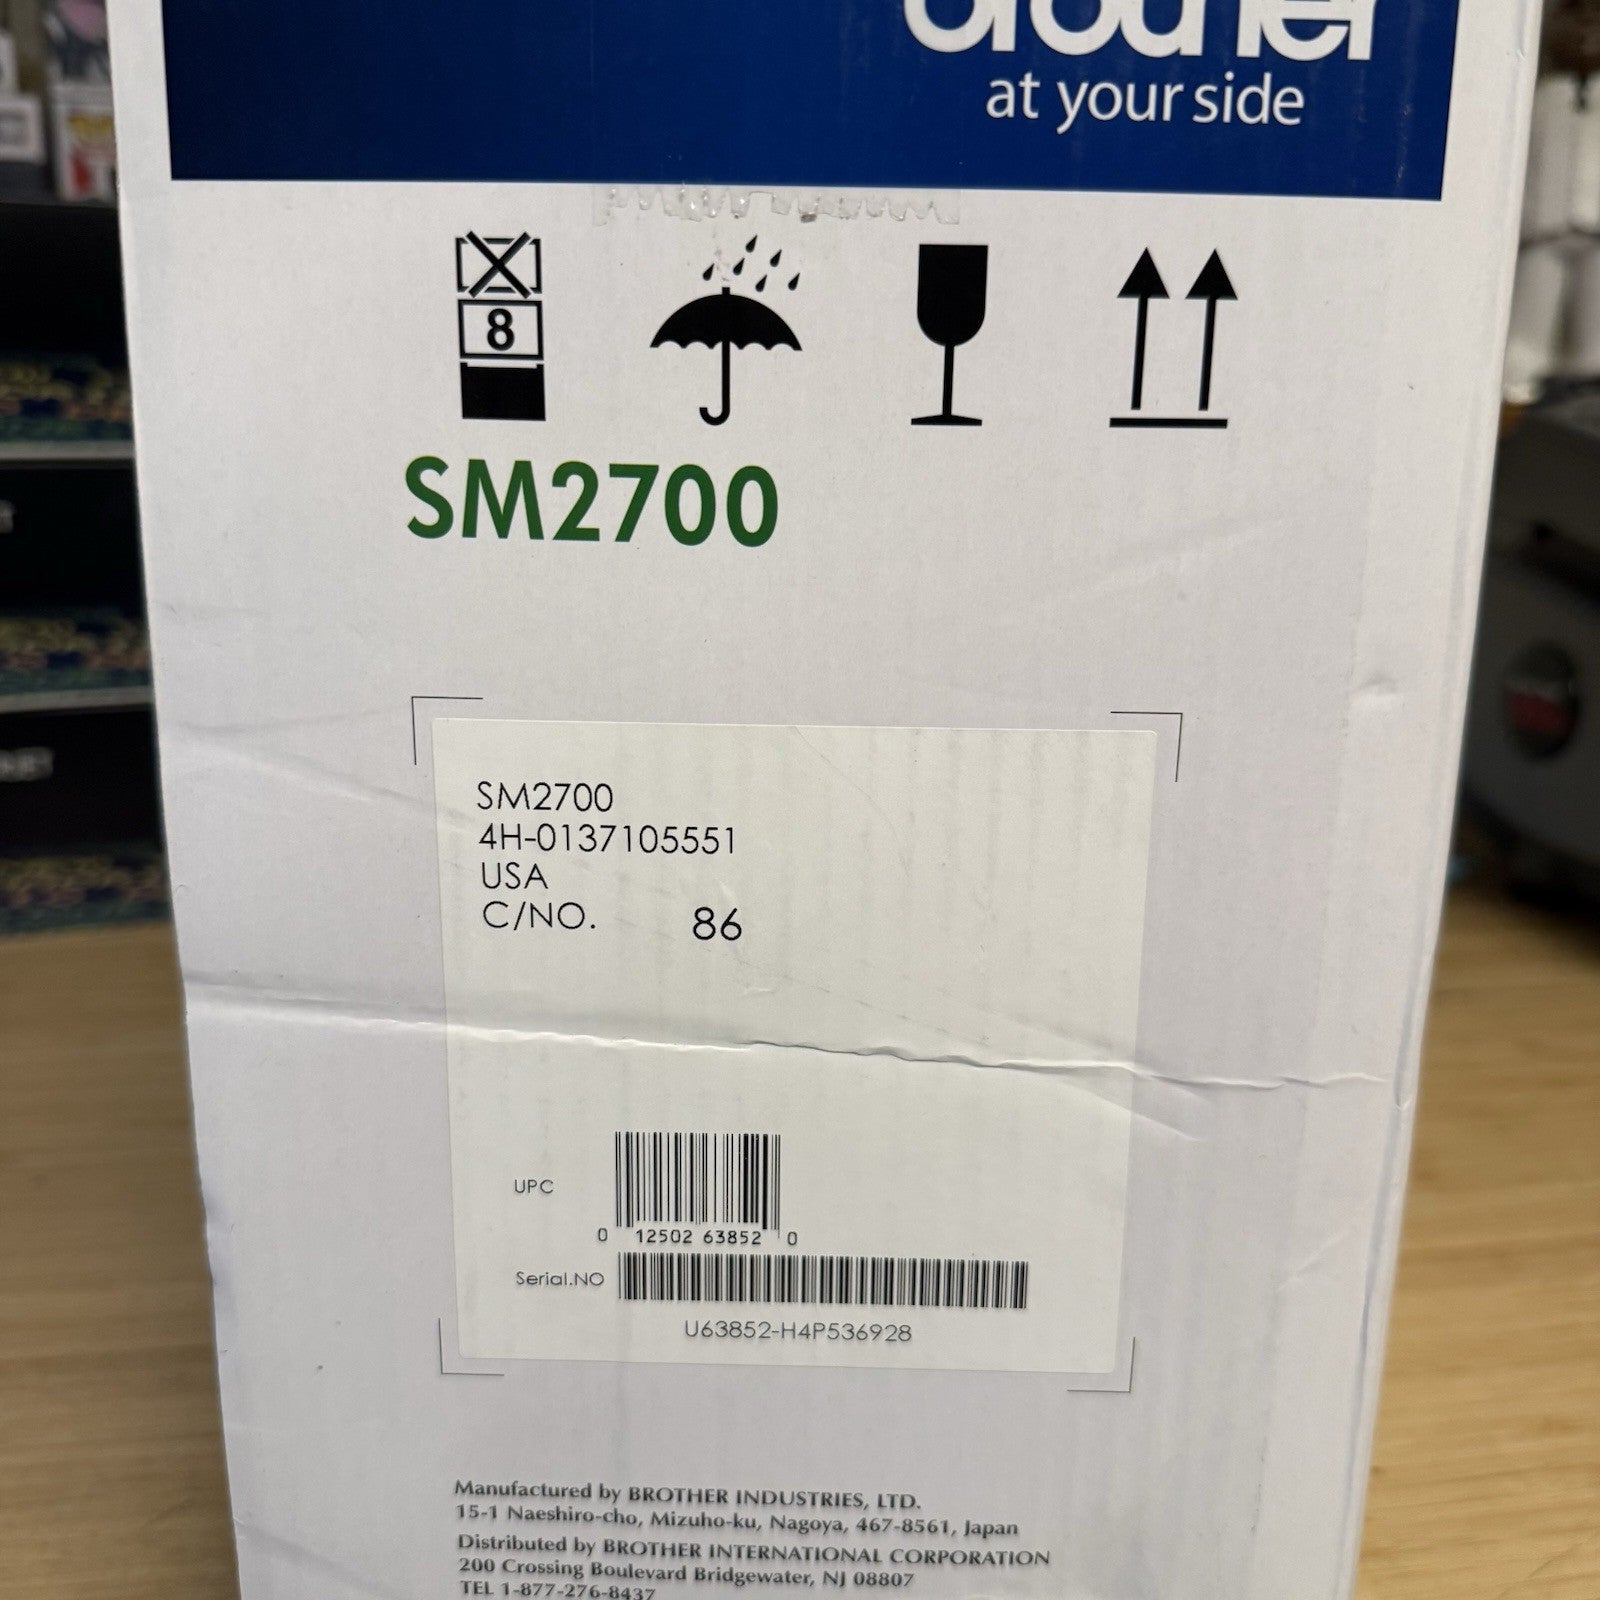 brother
at your side
8
SM2700
SM2700
4H-0137105551
USA
C/NO. 86
UPC
0 12502 63852 0
Serial.NO
U63852-H4P536928
Manufactured by BROTHER INDUSTRIES, LTD.
15-1 Naeshiro-cho, Mizuho-ku, Nagoya, 467-8561, Japan
Distributed by BROTHER INTERNATIONAL CORPORATION
200 Crossing Boulevard Bridgewater, NJ 08807
TEL 1-877-276-8437